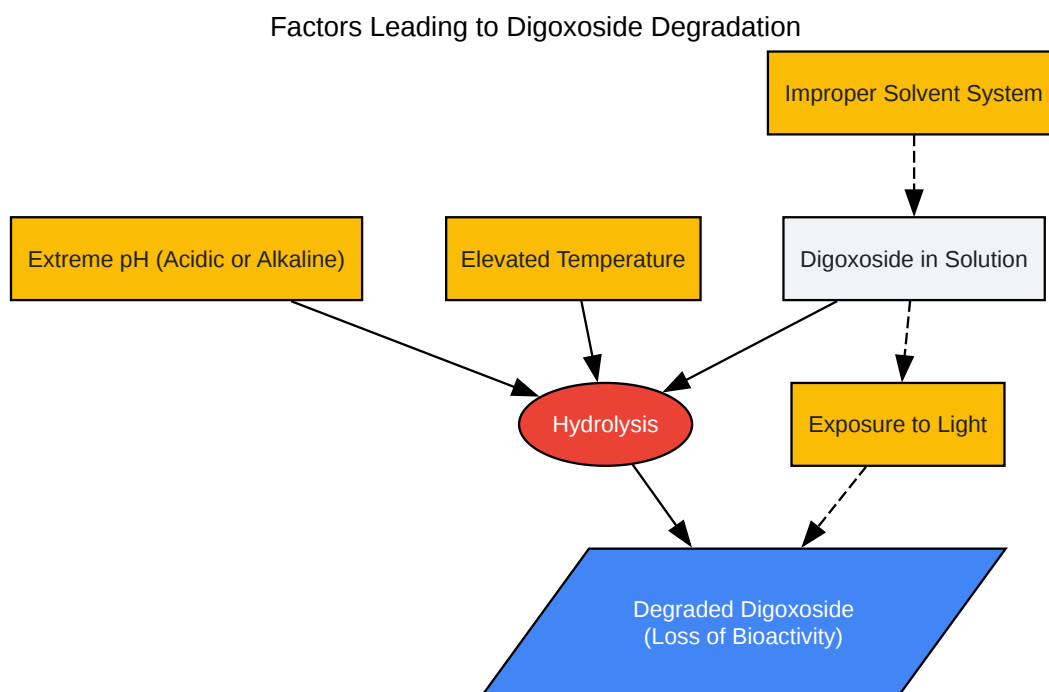 Factors Leading to Digoxoside Degradation
Improper Solvent System
Extreme pH (Acidic or Alkaline)
Elevated Temperature
Digoxoside in Solution
Hydrolysis
Exposure to Light
Degraded Digoxoside
(Loss of Bioactivity)